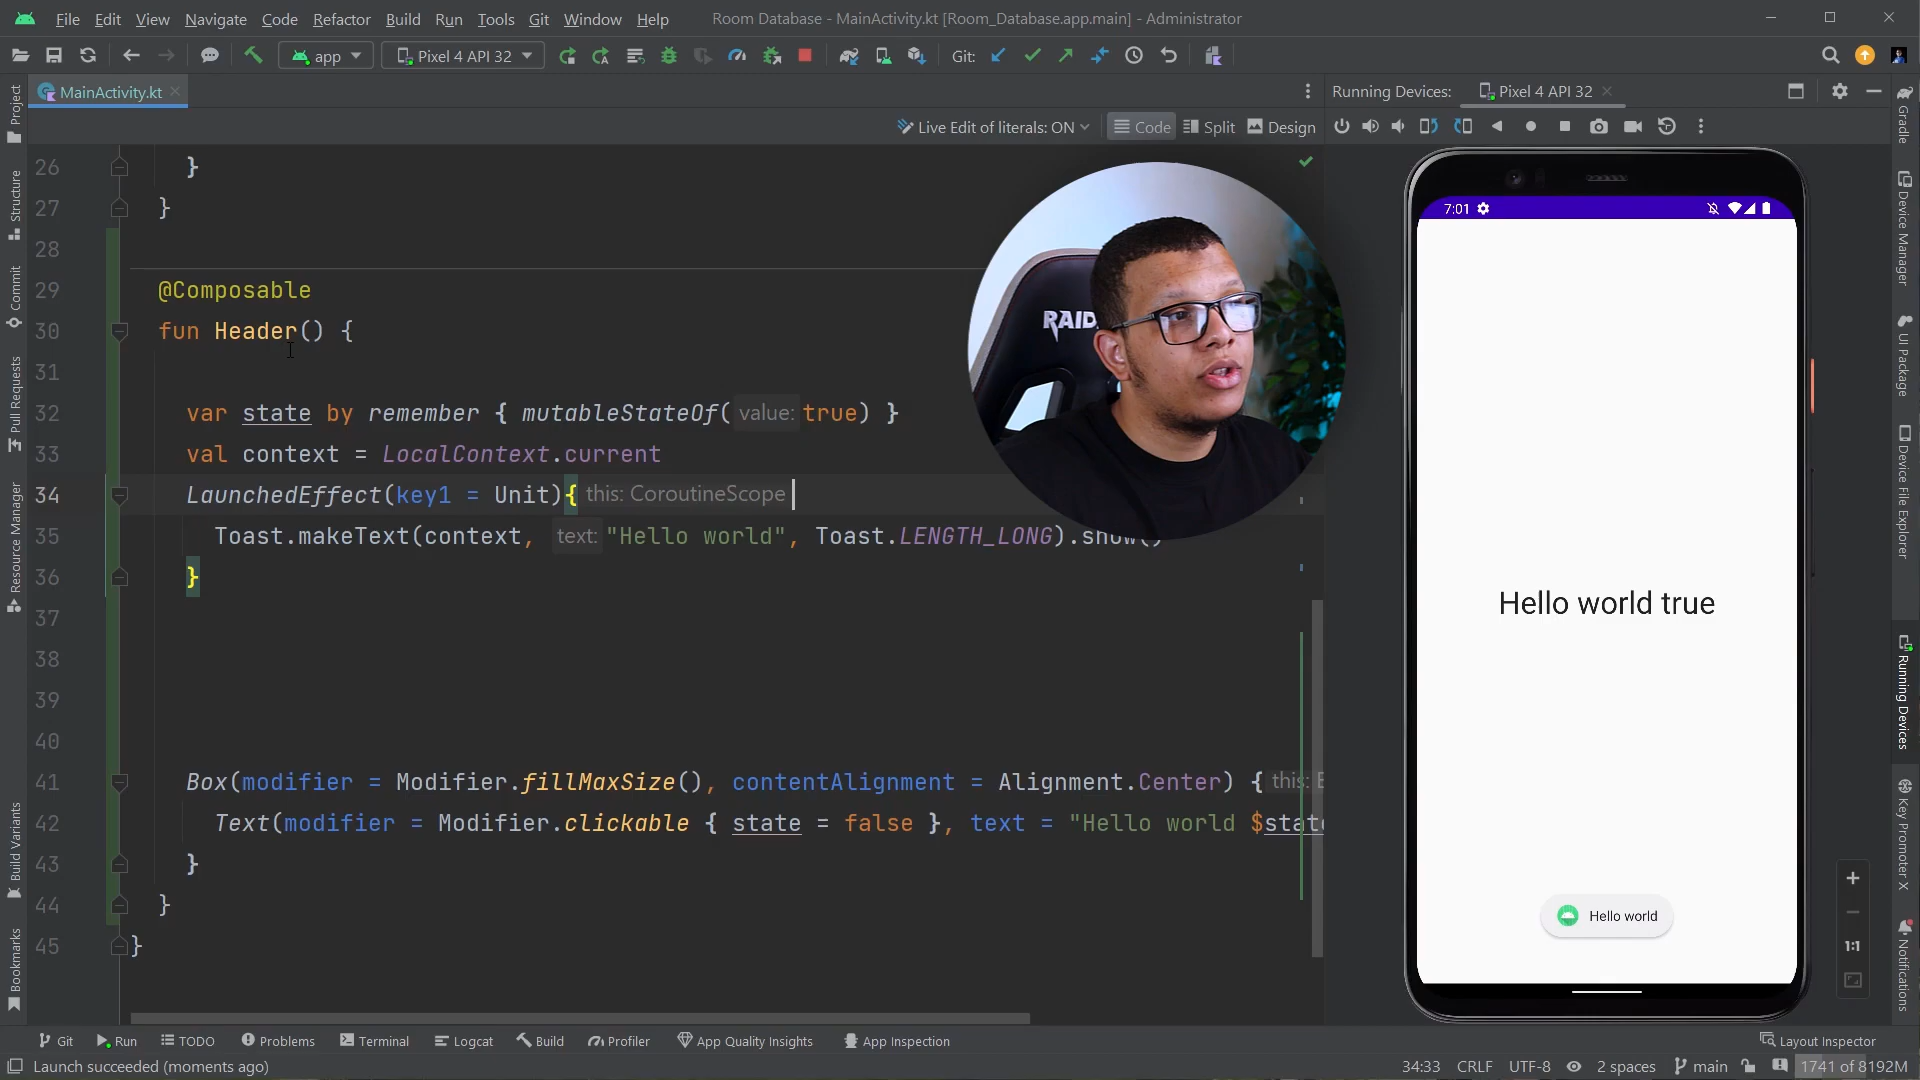 File Edit View Navigate Code Refactor Build Run Tools Git Window Help Room Database - MainActivity.kt [Room_Database.app.main] - Administrator
app Pixel 4 API 32 Git:
MainActivity.kt Running Devices: Pixel 4 API 32
Live Edit of literals: ON Code Split Design
26 }
27 }
28
29 @Composable
30 fun Header() {
31
32 var state by remember { mutableStateOf( value: true) }
33 val context = LocalContext.current
34 LaunchedEffect(key1 = Unit){ this: CoroutineScope
35 Toast.makeText(context, text: "Hello world", Toast.LENGTH_LONG).show()
36 }
37
38
39
40
41 Box(modifier = Modifier.fillMaxSize(), contentAlignment = Alignment.Center) { this:
42 Text(modifier = Modifier.clickable { state = false }, text = "Hello world $state
43 }
44 }
45 }
RAID
7:01
Hello world true
Hello world
1:1
Project
Structure
Commit
Pull Requests
Resource Manager
Build Variants
Bookmarks
Gradle
Device Manager
UI Package
Device File Explorer
Running Devices
Key Promoter X
Notifications
Git Run TODO Problems Terminal Logcat Build Profiler App Quality Insights App Inspection Layout Inspector
Launch succeeded (moments ago) 34:33 CRLF UTF-8 2 spaces main 1741 of 8192M